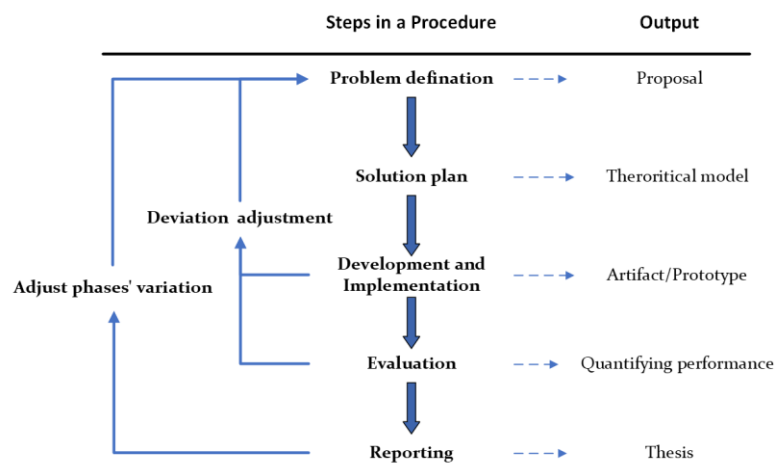 Steps in a Procedure
Output
Problem defination
Proposal
Solution plan
Theroritical model
Deviation adjustment
Development and
Implementation
Artifact/Prototype
Adjust phases' variation
Evaluation
Quantifying performance
Reporting
Thesis